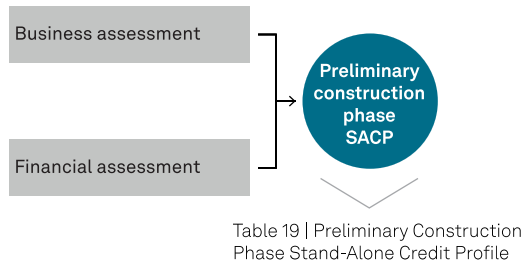 Business assessment
Preliminary
construction
phase
SACP
Financial assessment
Table 19 | Preliminary Construction
Phase Stand-Alone Credit Profile